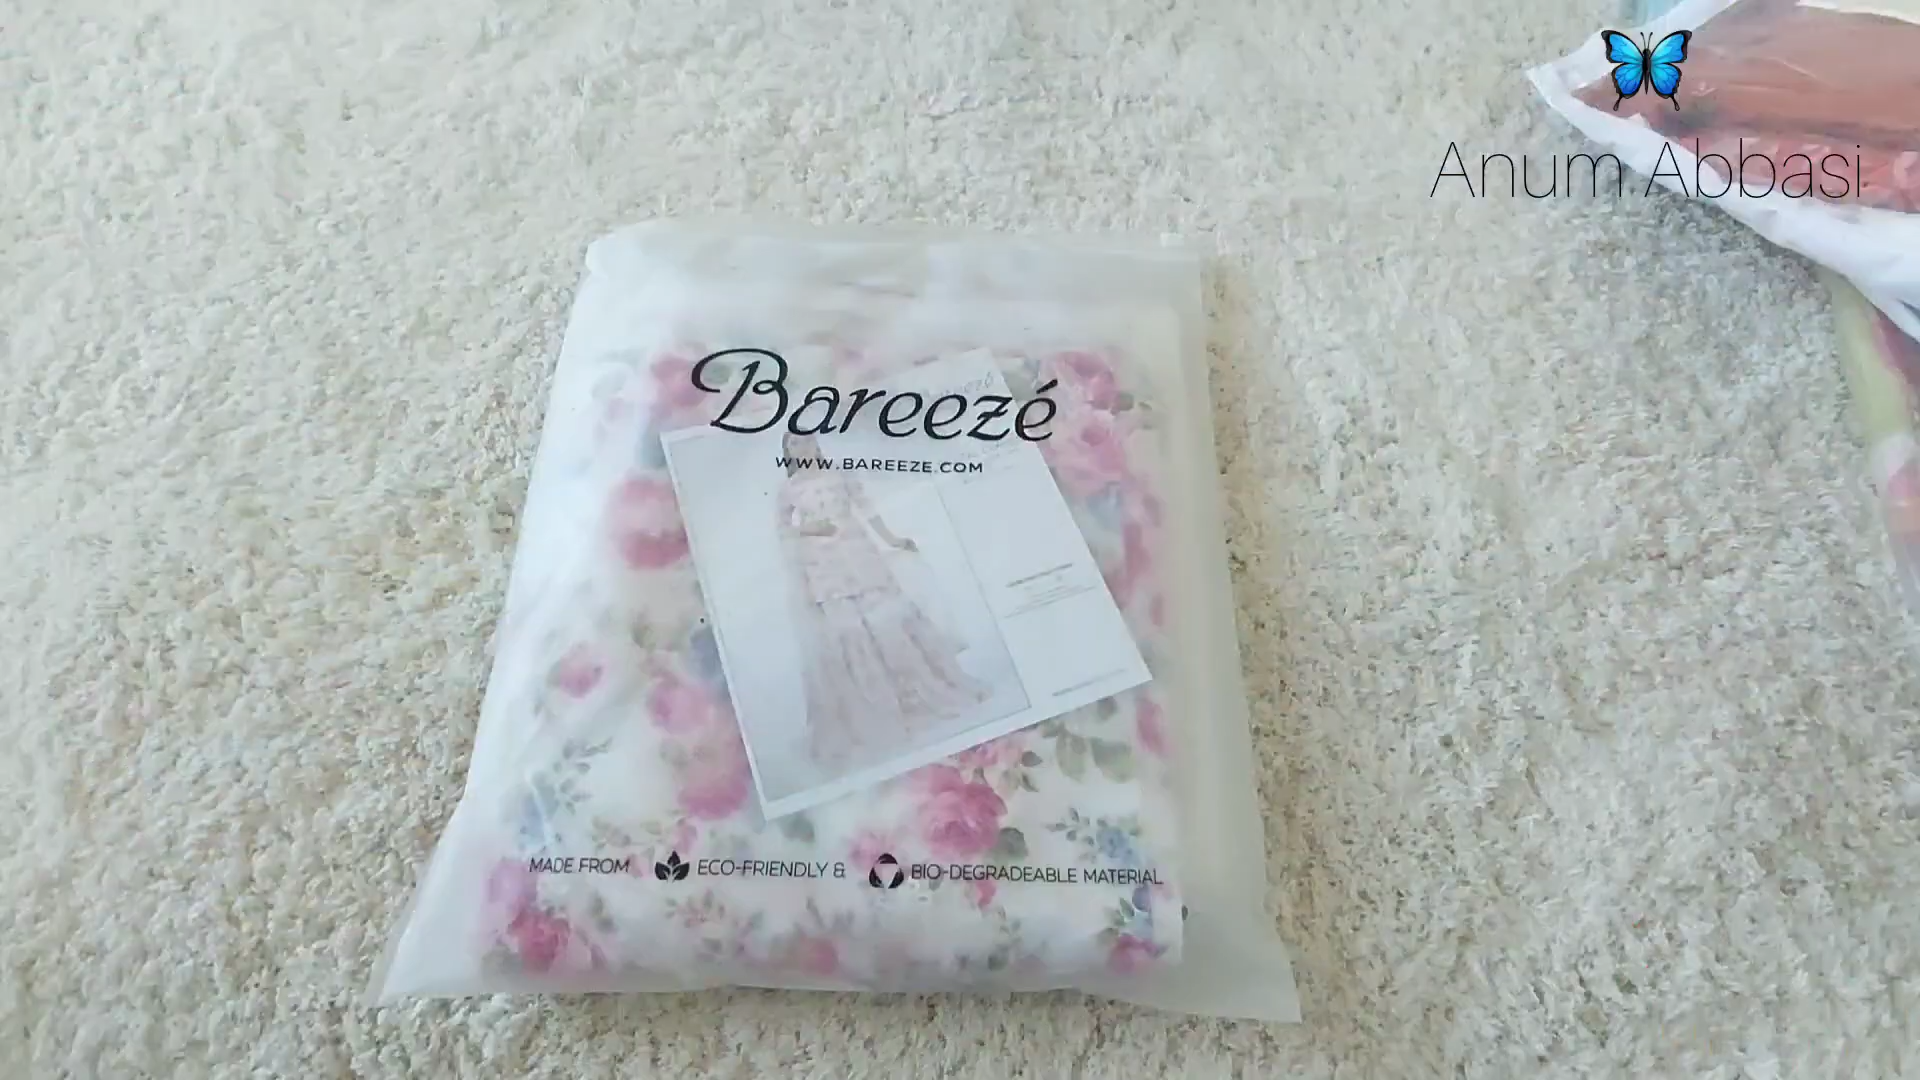 Anum Abbasi
Bareezé
WWW.BAREEZE.COM
MADE FROM ECO-FRIENDLY & BIO-DEGRADEABLE MATERIAL